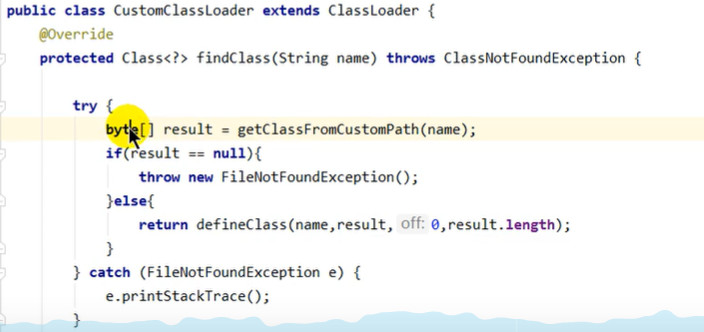 public class CustomClassLoader extends ClassLoader {
@Override
protected Class<?> findClass(String name) throws ClassNotFoundException {
try {
byte[] result = getClassFromCustomPath(name);
if(result == null){
throw new FileNotFoundException();
}else{
return defineClass(name,result, off: 0,result.length);
}
} catch (FileNotFoundException e) {
e.printStackTrace();
}